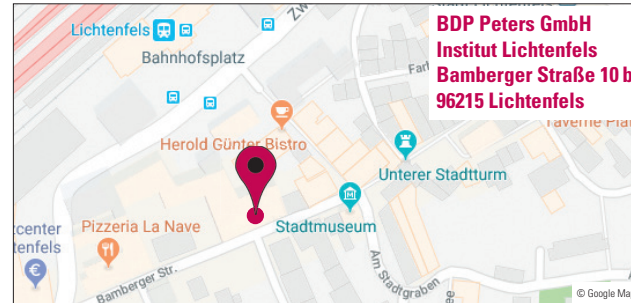 Lichtenfels
Bahnhofsplatz
BDP Peters GmbH
Institut Lichtenfels
Bamberger Straße 10 b
96215 Lichtenfels
Herold Günter Bistro
Unterer Stadtturm
Pizzeria La Nave
Stadtmuseum
Bamberger Str.
Am Stadtgraben
© Google Ma